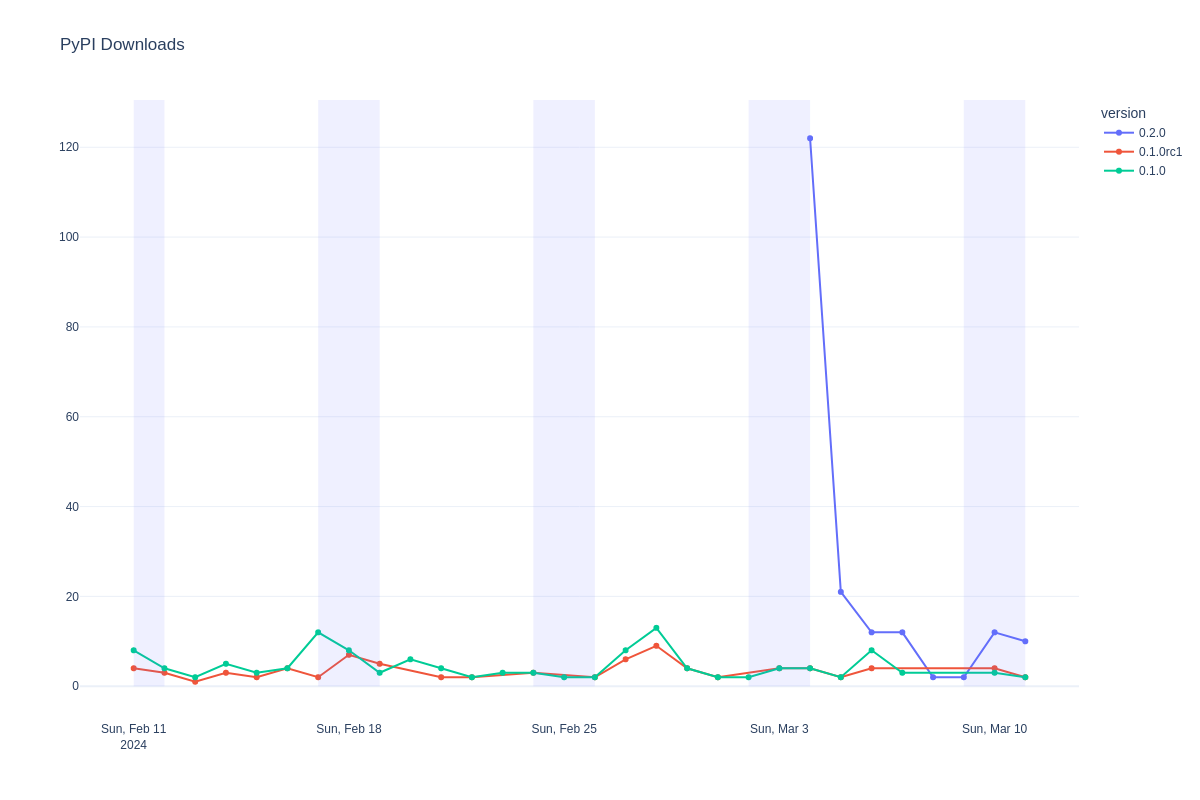 PyPI Downloads
version
0.2.0
0.1.0rc1
0.1.0
120
100
80
60
40
20
0
Sun, Feb 11
2024
Sun, Feb 18
Sun, Feb 25
Sun, Mar 3
Sun, Mar 10